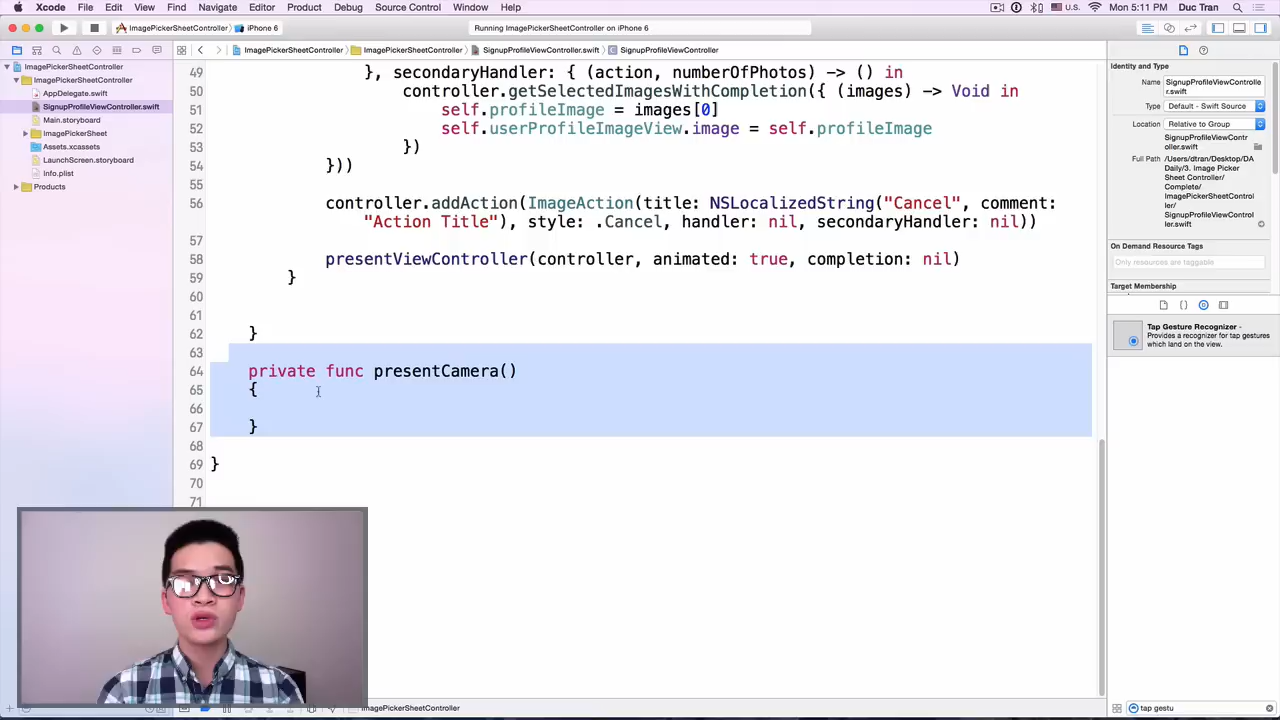 Xcode File Edit View Find Navigate Editor Product Debug Source Control Window Help
U.S. Mon 5:11 PM Duc Tran
ImagePickerSheetController iPhone 6
Running ImagePickerSheetController on iPhone 6
ImagePickerSheetController ImagePickerSheetController SignupProfileViewController.swift SignupProfileViewController
ImagePickerSheetController
ImagePickerSheetController
AppDelegate.swift
SignupProfileViewController.swift
Main.storyboard
ImagePickerSheet
Assets.xcassets
LaunchScreen.storyboard
Info.plist
Products
49 }, secondaryHandler: { (action, numberOfPhotos) -> () in
50 controller.getSelectedImagesWithCompletion({ (images) -> Void in
51 self.profileImage = images[0]
52 self.userProfileImageView.image = self.profileImage
53 })
54 }))
55
56 controller.addAction(ImageAction(title: NSLocalizedString("Cancel", comment:
"Action Title"), style: .Cancel, handler: nil, secondaryHandler: nil))
57
58 presentViewController(controller, animated: true, completion: nil)
59 }
60
61
62 }
63
64 private func presentCamera()
65 {
66
67 }
68
69 }
70
71
ImagePickerSheetController
Identity and Type
Name SignupProfileViewControlle
r.swift
Type Default - Swift Source
Location Relative to Group
SignupProfileViewContr
oller.swift
Full Path /Users/dtran/Desktop/DA
Daily/3. Image Picker
Sheet Controller/
Complete/
ImagePickerSheetContro
ller/
SignupProfileViewContr
oller.swift
On Demand Resource Tags
Only resources are taggable
Target Membership
Tap Gesture Recognizer -
Provides a recognizer for tap gestures
which land on the view.
tap gestu